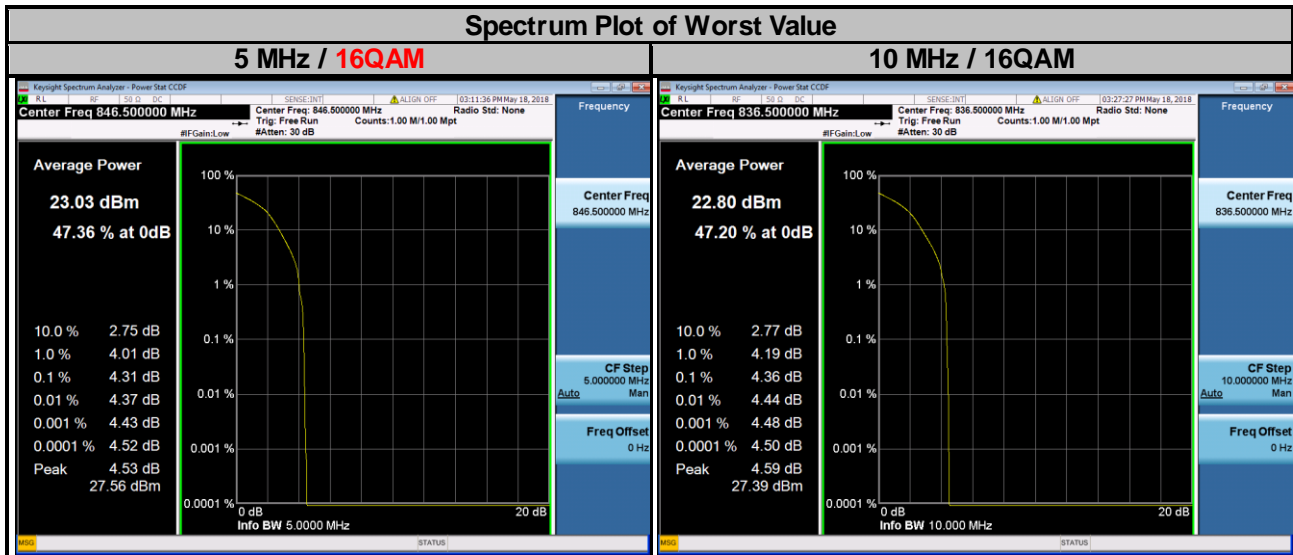 Spectrum Plot of Worst Value
5 MHz / 16QAM
10 MHz / 16QAM
Keysight Spectrum Analyzer - Power Stat CCDF
RL RF 50 Ω DC SENSE:INT ALIGN OFF 03:11:36 PM May 18, 2018
Center Freq 846.500000 MHz
Center Freq: 846.500000 MHz Radio Std: None
Trig: Free Run Counts:1.00 M/1.00 Mpt
#IFGain:Low #Atten: 30 dB
Frequency
Average Power
23.03 dBm
47.36 % at 0dB
10.0 % 2.75 dB
1.0 % 4.01 dB
0.1 % 4.31 dB
0.01 % 4.37 dB
0.001 % 4.43 dB
0.0001 % 4.52 dB
Peak 4.53 dB
27.56 dBm
100 %
10 %
1 %
0.1 %
0.01 %
0.001 %
0.0001 %
0 dB 20 dB
Info BW 5.0000 MHz
Center Freq
846.500000 MHz
CF Step
5.000000 MHz
Auto Man
Freq Offset
0 Hz
MSG STATUS
Keysight Spectrum Analyzer - Power Stat CCDF
RL RF 50 Ω DC SENSE:INT ALIGN OFF 03:27:27 PM May 18, 2018
Center Freq 836.500000 MHz
Center Freq: 836.500000 MHz Radio Std: None
Trig: Free Run Counts:1.00 M/1.00 Mpt
#IFGain:Low #Atten: 30 dB
Frequency
Average Power
22.80 dBm
47.20 % at 0dB
10.0 % 2.77 dB
1.0 % 4.19 dB
0.1 % 4.36 dB
0.01 % 4.44 dB
0.001 % 4.48 dB
0.0001 % 4.50 dB
Peak 4.59 dB
27.39 dBm
100 %
10 %
1 %
0.1 %
0.01 %
0.001 %
0.0001 %
0 dB 20 dB
Info BW 10.000 MHz
Center Freq
836.500000 MHz
CF Step
10.000000 MHz
Auto Man
Freq Offset
0 Hz
MSG STATUS